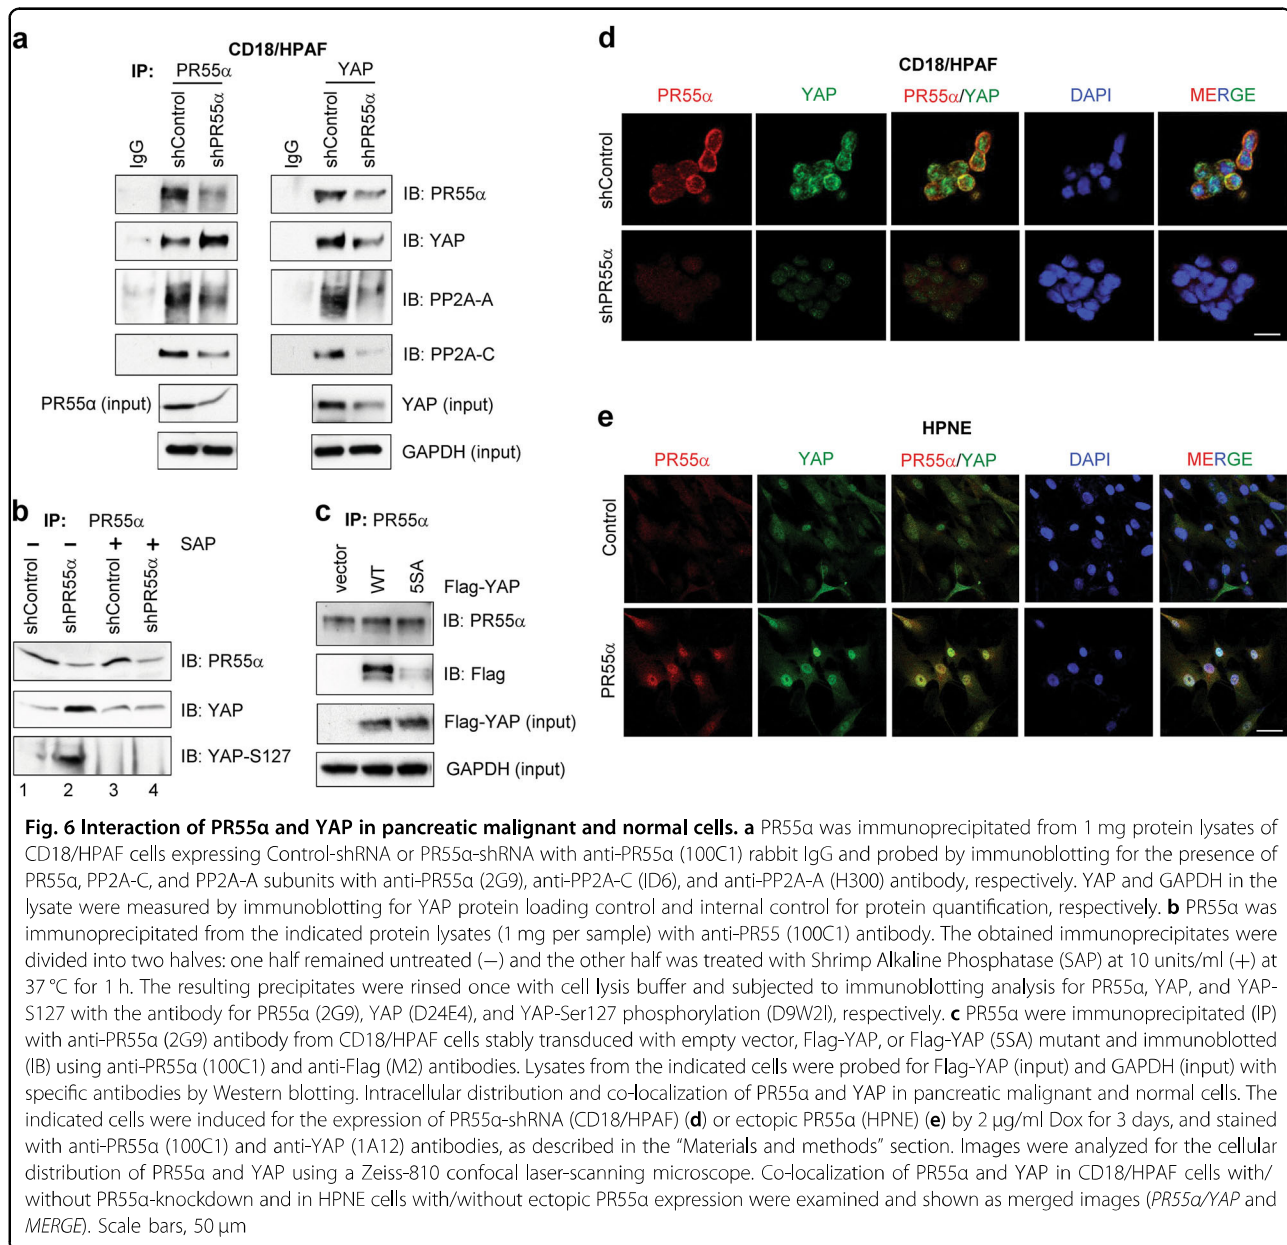 a
CD18/HPAF
IP: PR55α YAP
IgG shControl shPR55α IgG shControl shPR55α
IB: PR55α
IB: YAP
IB: PP2A-A
IB: PP2A-C
PR55α (input) YAP (input)
GAPDH (input)
b
IP: PR55α
− − + + SAP
shControl shPR55α shControl shPR55α
IB: PR55α
IB: YAP
IB: YAP-S127
1 2 3 4
c
IP: PR55α
vector WT 5SA Flag-YAP
IB: PR55α
IB: Flag
Flag-YAP (input)
GAPDH (input)
d
CD18/HPAF
PR55α YAP PR55α/YAP DAPI MERGE
shControl
shPR55α
e
HPNE
PR55α YAP PR55α/YAP DAPI MERGE
Control
PR55α
Fig. 6 Interaction of PR55α and YAP in pancreatic malignant and normal cells. a PR55α was immunoprecipitated from 1 mg protein lysates of
CD18/HPAF cells expressing Control-shRNA or PR55α-shRNA with anti-PR55α (100C1) rabbit IgG and probed by immunoblotting for the presence of
PR55α, PP2A-C, and PP2A-A subunits with anti-PR55α (2G9), anti-PP2A-C (ID6), and anti-PP2A-A (H300) antibody, respectively. YAP and GAPDH in the
lysate were measured by immunoblotting for YAP protein loading control and internal control for protein quantification, respectively. b PR55α was
immunoprecipitated from the indicated protein lysates (1 mg per sample) with anti-PR55 (100C1) antibody. The obtained immunoprecipitates were
divided into two halves: one half remained untreated (−) and the other half was treated with Shrimp Alkaline Phosphatase (SAP) at 10 units/ml (+) at
37 °C for 1 h. The resulting precipitates were rinsed once with cell lysis buffer and subjected to immunoblotting analysis for PR55α, YAP, and YAP-
S127 with the antibody for PR55α (2G9), YAP (D24E4), and YAP-Ser127 phosphorylation (D9W2I), respectively. c PR55α were immunoprecipitated (IP)
with anti-PR55α (2G9) antibody from CD18/HPAF cells stably transduced with empty vector, Flag-YAP, or Flag-YAP (5SA) mutant and immunoblotted
(IB) using anti-PR55α (100C1) and anti-Flag (M2) antibodies. Lysates from the indicated cells were probed for Flag-YAP (input) and GAPDH (input) with
specific antibodies by Western blotting. Intracellular distribution and co-localization of PR55α and YAP in pancreatic malignant and normal cells. The
indicated cells were induced for the expression of PR55α-shRNA (CD18/HPAF) (d) or ectopic PR55α (HPNE) (e) by 2 μg/ml Dox for 3 days, and stained
with anti-PR55α (100C1) and anti-YAP (1A12) antibodies, as described in the “Materials and methods” section. Images were analyzed for the cellular
distribution of PR55α and YAP using a Zeiss-810 confocal laser-scanning microscope. Co-localization of PR55α and YAP in CD18/HPAF cells with/
without PR55α-knockdown and in HPNE cells with/without ectopic PR55α expression were examined and shown as merged images (PR55α/YAP and
MERGE). Scale bars, 50 μm